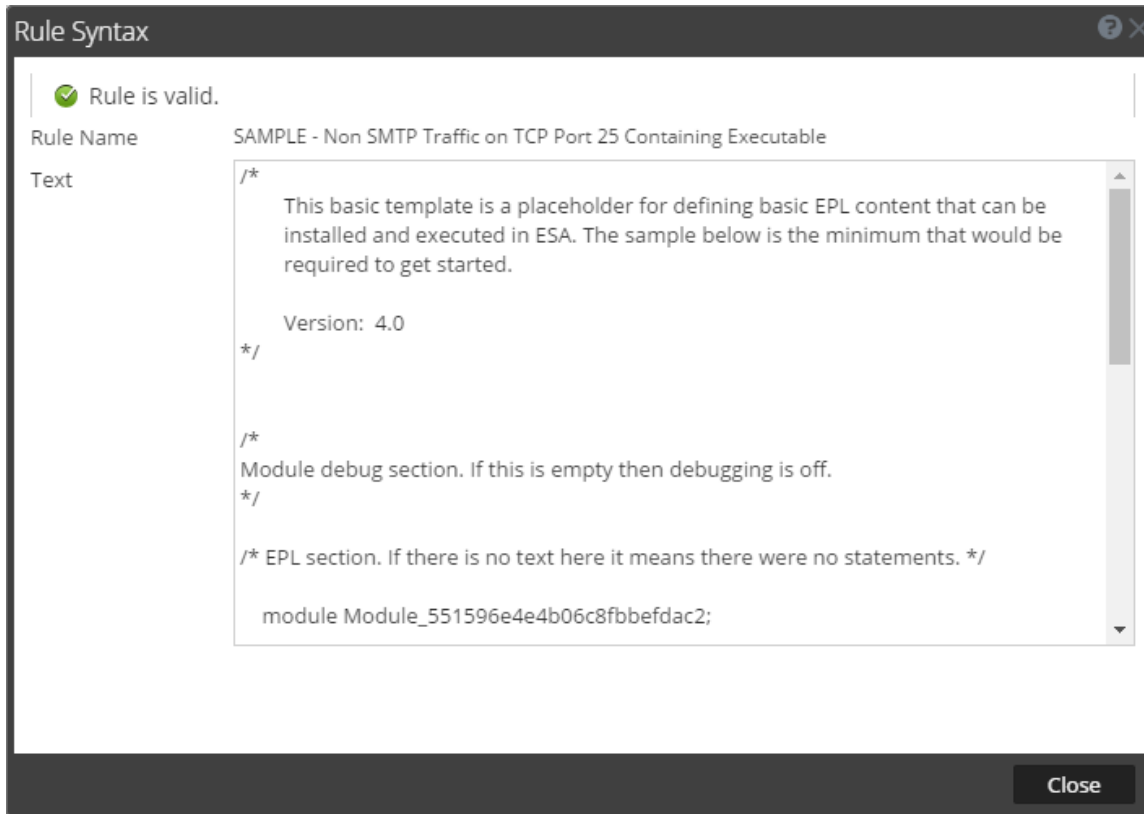 Rule Syntax
Rule is valid.
Rule Name SAMPLE - Non SMTP Traffic on TCP Port 25 Containing Executable
Text
/*
This basic template is a placeholder for defining basic EPL content that can be
installed and executed in ESA. The sample below is the minimum that would be
required to get started.
Version: 4.0
*/
/*
Module debug section. If this is empty then debugging is off.
*/
/* EPL section. If there is no text here it means there were no statements. */
module Module_551596e4e4b06c8fbbefdac2;
Close